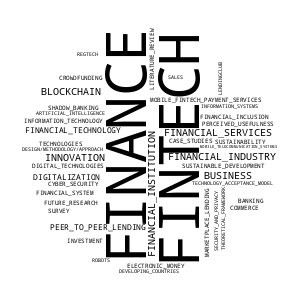 FINANCE
FINTECH
LITERATURE_REVIEW
LENDINGCLUB
REGTECH
SALES
CROWDFUNDING
BLOCKCHAIN
MOBILE_FINTECH_PAYMENT_SERVICES
SHADOW_BANKING
INFORMATION_SYSTEMS
ARTIFICIAL_INTELLIGENCE
FINANCIAL_INCLUSION
INFORMATION_TECHNOLOGY
PERCEIVED_USEFULNESS
FINANCIAL_TECHNOLOGY
FINANCIAL_SERVICES
TECHNOLOGIES
CASE_STUDIES
SUSTAINABILITY
DESIGN/METHODOLOGY/APPROACH
INNOVATION
FINANCIAL_INDUSTRY
DIGITAL_TECHNOLOGIES
SUSTAINABLE_DEVELOPMENT
DIGITALIZATION
BUSINESS
CYBER_SECURITY
TECHNOLOGY_ACCEPTANCE_MODEL
FINANCIAL_SYSTEM
FINANCIAL_INSTITUTION
MARKETPLACE_LENDING
SECURITY_AND_PRIVACY
THEORETICAL_FRAMEWORK
FUTURE_RESEARCH
BANKING
SURVEY
COMMERCE
PEER_TO_PEER_LENDING
INVESTMENT
ROBOTS
ELECTRONIC_MONEY
DEVELOPING_COUNTRIES